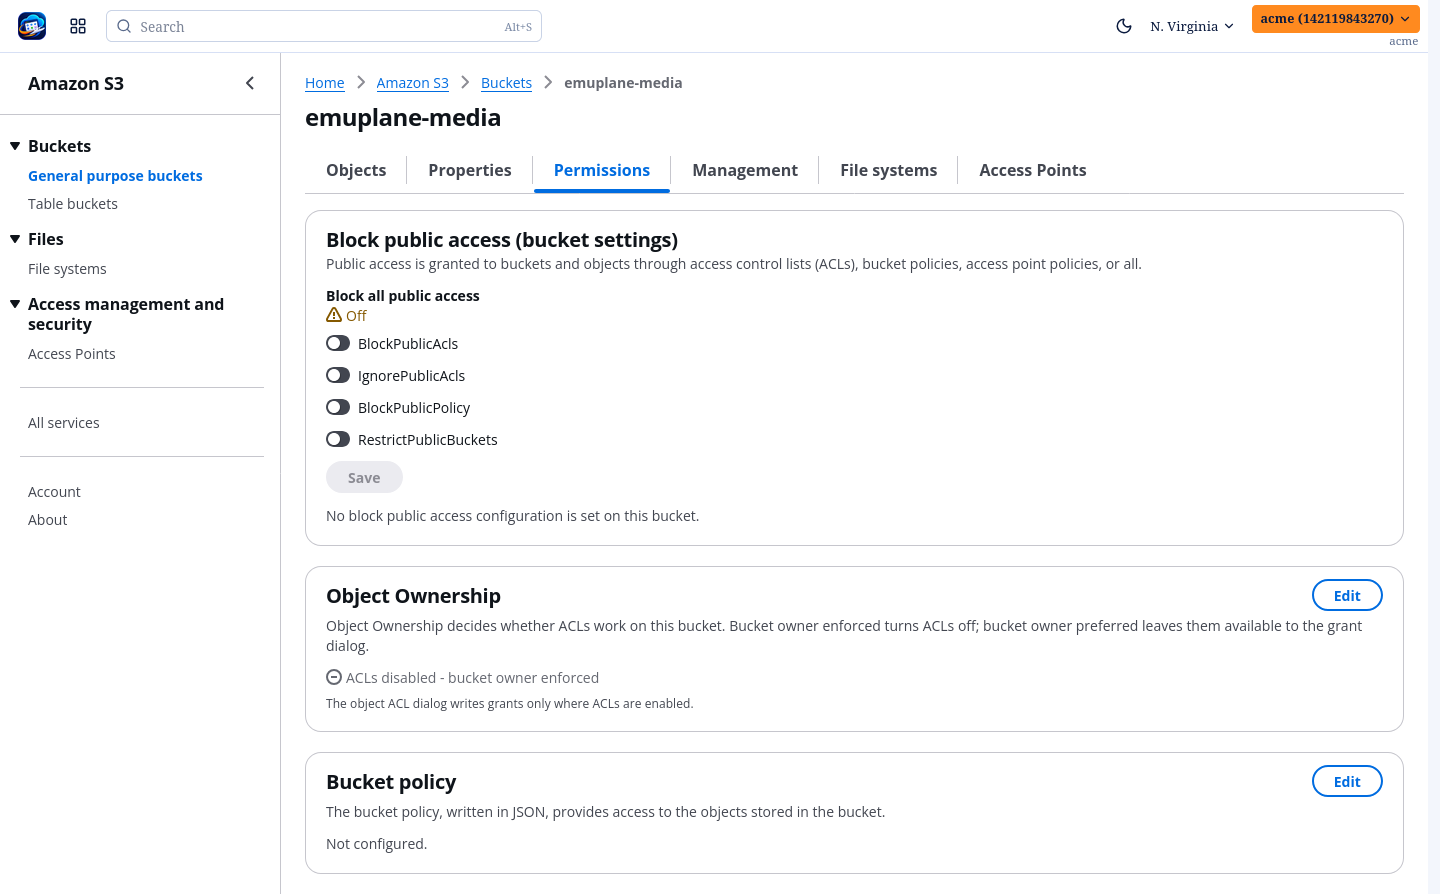 Search
Alt+S
N. Virginia
acme (142119843270)
acme
Amazon S3
Buckets
General purpose buckets
Table buckets
Files
File systems
Access management and
security
Access Points
All services
Account
About
Home
Amazon S3
Buckets
emuplane-media
emuplane-media
Objects
Properties
Permissions
Management
File systems
Access Points
Block public access (bucket settings)
Public access is granted to buckets and objects through access control lists (ACLs), bucket policies, access point policies, or all.
Block all public access
Off
BlockPublicAcls
IgnorePublicAcls
BlockPublicPolicy
RestrictPublicBuckets
Save
No block public access configuration is set on this bucket.
Object Ownership
Edit
Object Ownership decides whether ACLs work on this bucket. Bucket owner enforced turns ACLs off; bucket owner preferred leaves them available to the grant
dialog.
ACLs disabled - bucket owner enforced
The object ACL dialog writes grants only where ACLs are enabled.
Bucket policy
Edit
The bucket policy, written in JSON, provides access to the objects stored in the bucket.
Not configured.